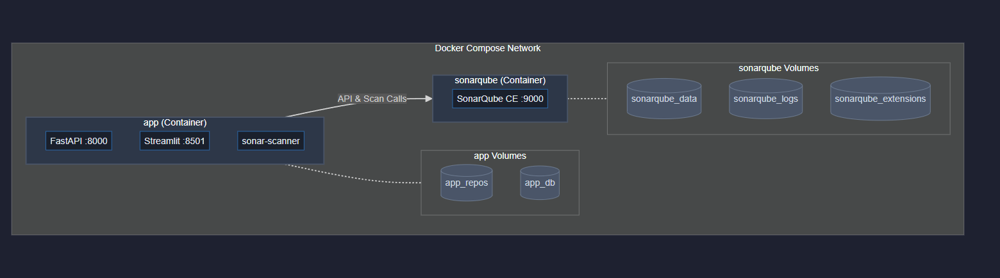 Docker Compose Network
sonarqube Volumes
sonarqube (Container)
API & Scan Calls
SonarQube CE :9000
sonarqube_data
sonarqube_logs
sonarqube_extensions
app (Container)
FastAPI :8000
Streamlit :8501
sonar-scanner
app Volumes
app_repos
app_db